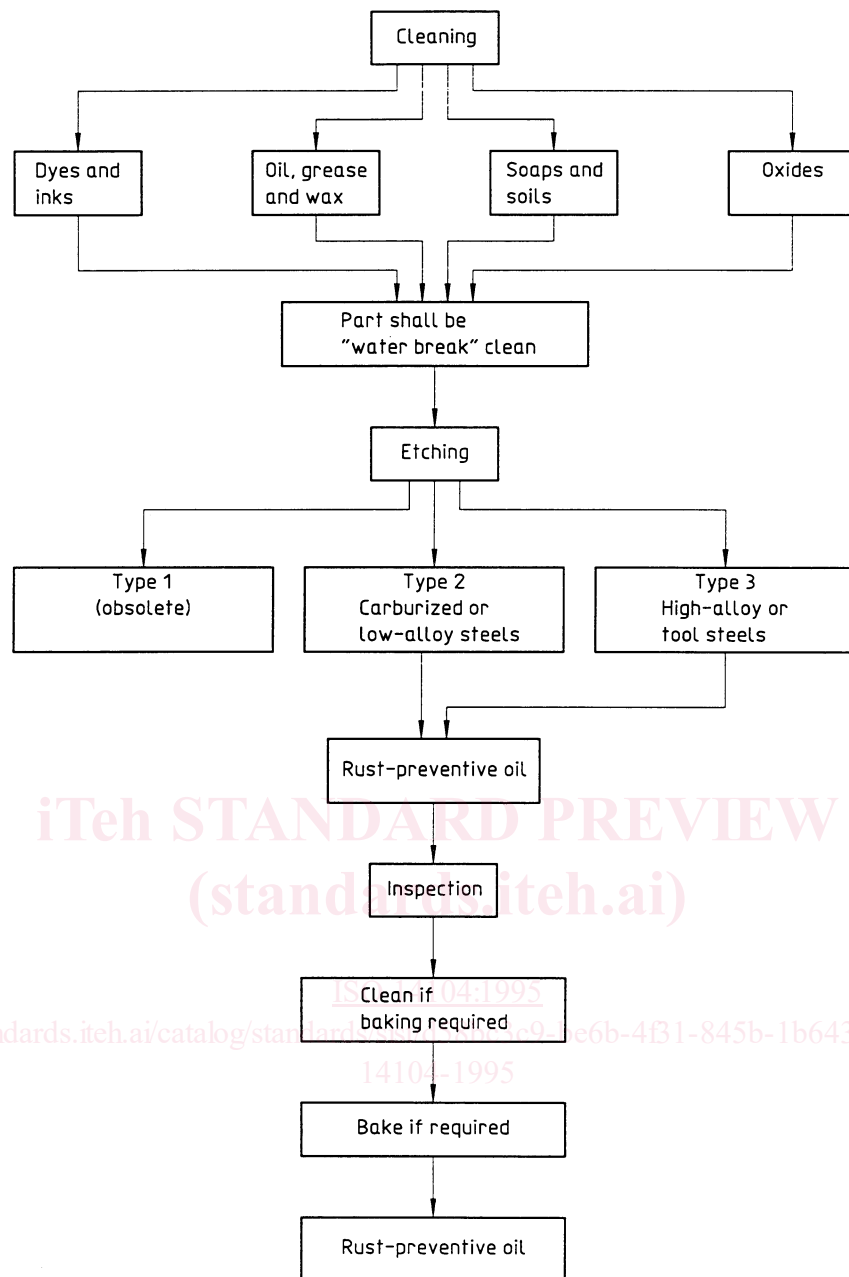 Cleaning
Dyes and
inks
Oil, grease
and wax
Soaps and
soils
Oxides
Part shall be
"water break" clean
Etching
Type 1
(obsolete)
Type 2
Carburized or
low-alloy steels
Type 3
High-alloy or
tool steels
Rust-preventive oil
iTeh STANDARD PREVIEW
Inspection
(standards.iteh.ai)
Clean if
baking required
ISO 14104:1995
14104-1995
Bake if required
Rust-preventive oil